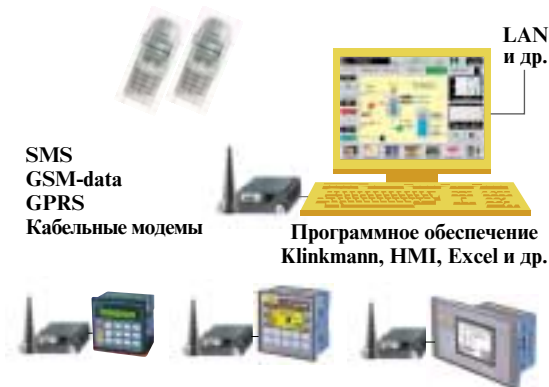 LAN
и др.
SMS
GSM-data
GPRS
Кабельные модемы
Программное обеспечение
Klinkmann, HMI, Excel и др.